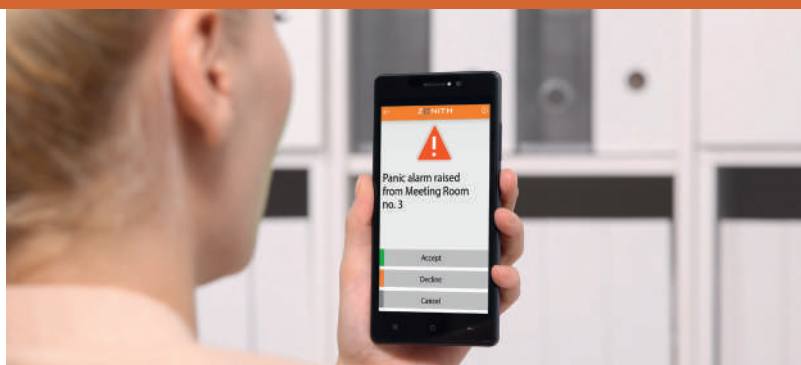 ZENITH
Panic alarm raised
from Meeting Room
no. 3
Accept
Decline
Cancel